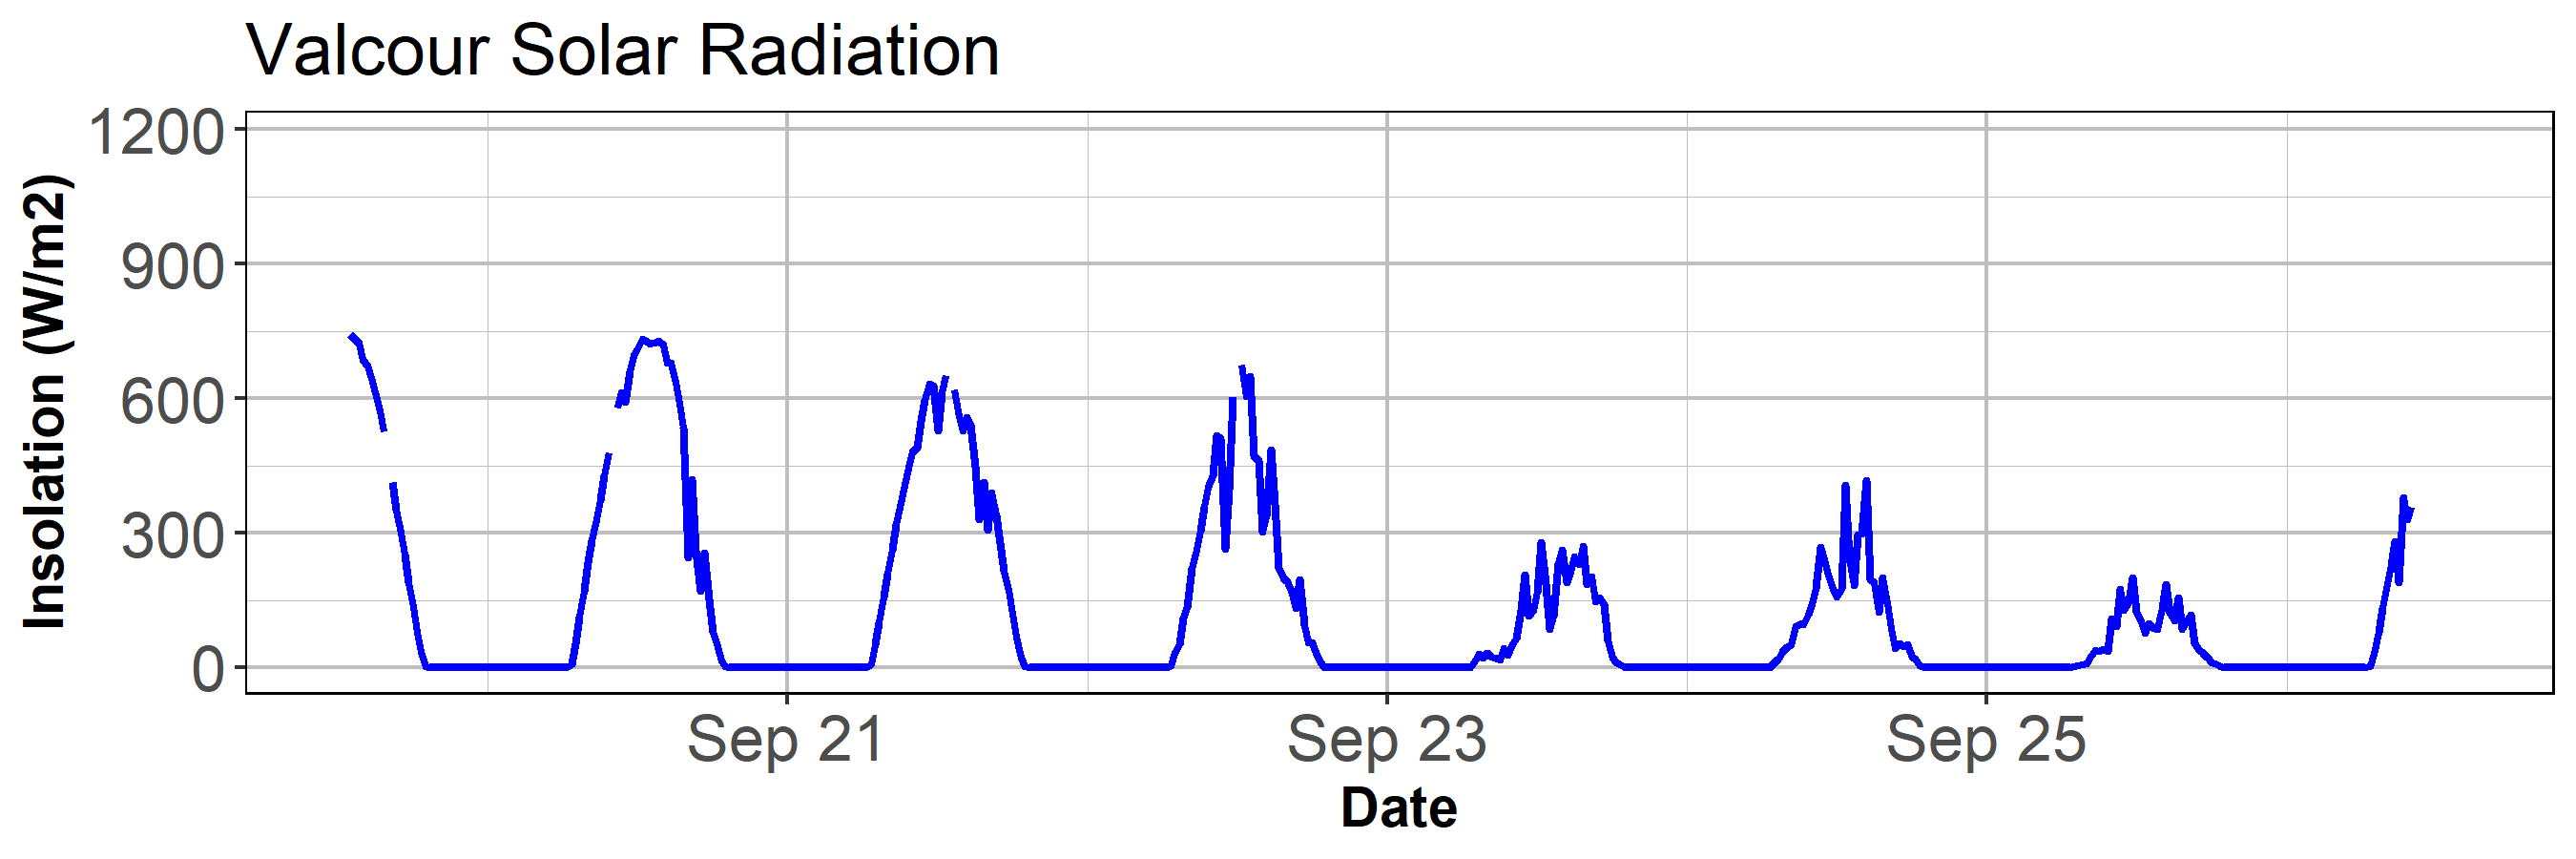 Valcour Solar Radiation
Insolation (W/m2)
1200
900
600
300
0
Sep 21
Sep 23
Sep 25
Date